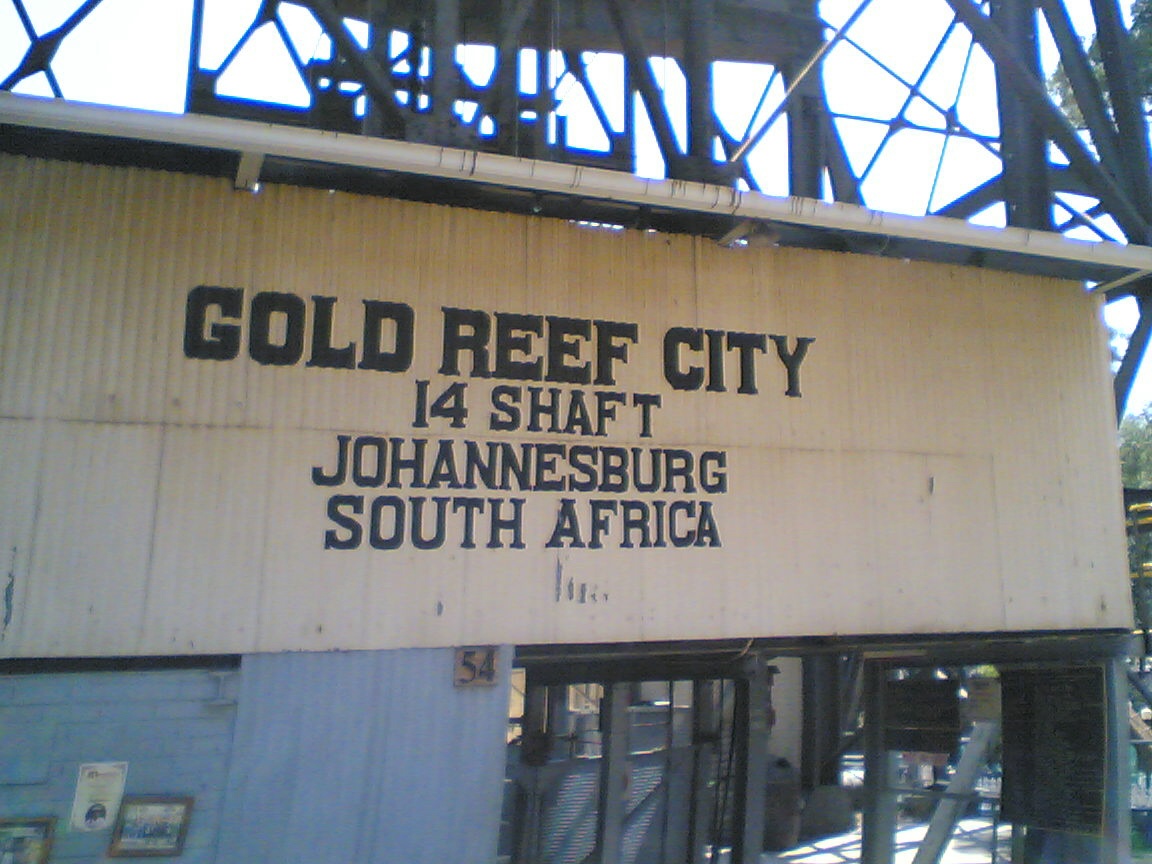 GOLD REEF CITY
14 SHAFT
JOHANNESBURG
SOUTH AFRICA
54